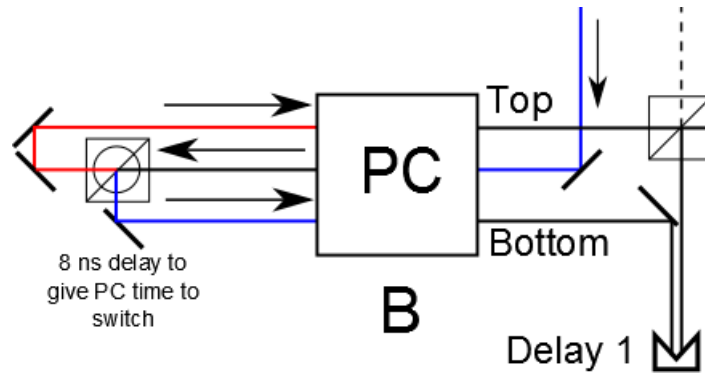 Top
PC
Bottom
8 ns delay to
give PC time to
switch
B
Delay 1